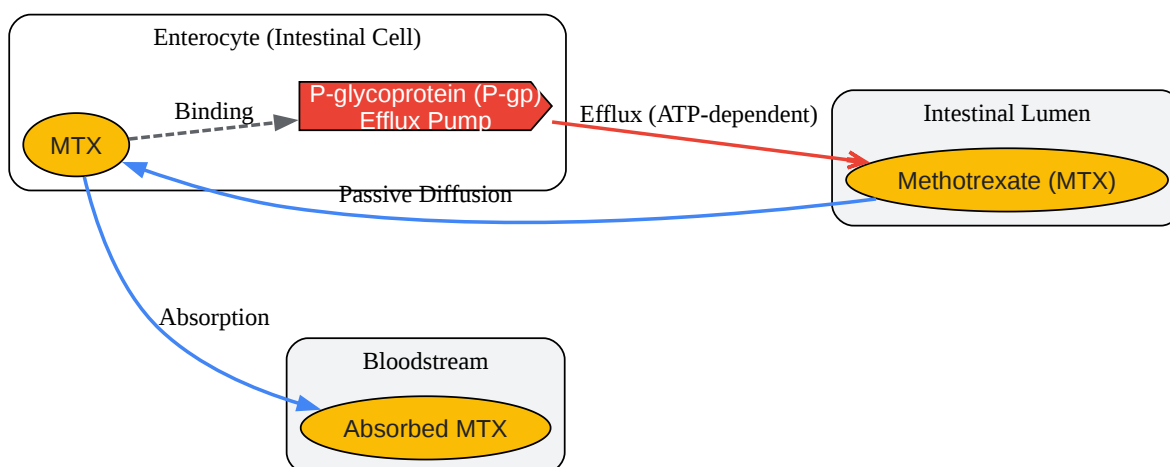 Enterocyte (Intestinal Cell)
P-glycoprotein (P-gp)
Efflux Pump
Binding
MTX
Efflux (ATP-dependent)
Intestinal Lumen
Methotrexate (MTX)
Passive Diffusion
Absorption
Bloodstream
Absorbed MTX